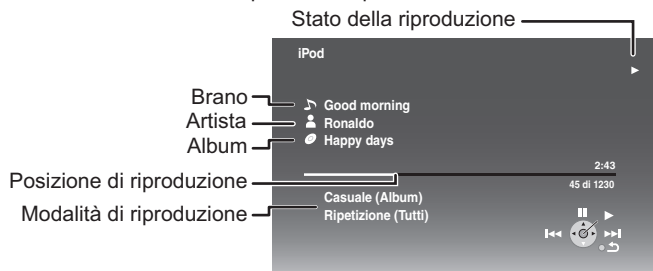 Stato della riproduzione
iPod
Brano
Good morning
Artista
Ronaldo
Album
Happy days
2:43
Posizione di riproduzione
45 di 1230
Casuale (Album)
Modalità di riproduzione
Ripetizione (Tutti)